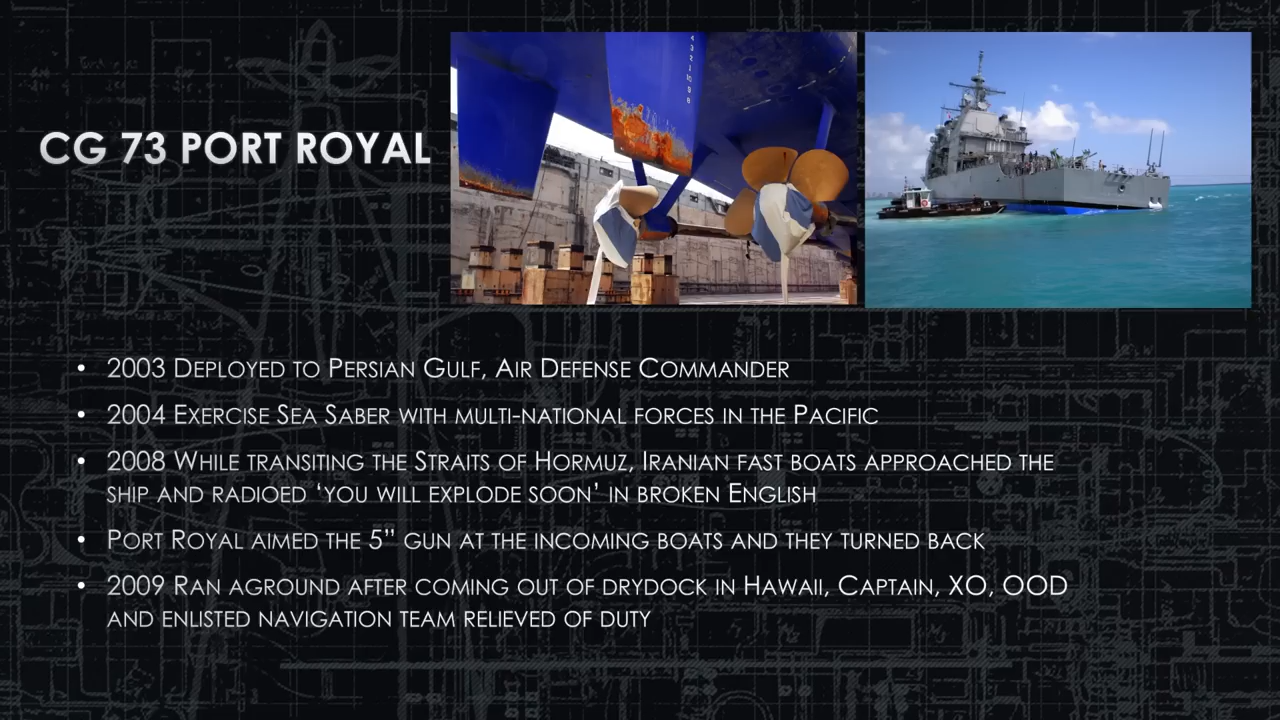 CG 73 PORT ROYAL
• 2003 DEPLOYED TO PERSIAN GULF, AIR DEFENSE COMMANDER
• 2004 EXERCISE SEA SABER WITH MULTI-NATIONAL FORCES IN THE PACIFIC
• 2008 WHILE TRANSITING THE STRAITS OF HORMUZ, IRANIAN FAST BOATS APPROACHED THE
SHIP AND RADIOED ‘YOU WILL EXPLODE SOON’ IN BROKEN ENGLISH
• PORT ROYAL AIMED THE 5” GUN AT THE INCOMING BOATS AND THEY TURNED BACK
• 2009 RAN AGROUND AFTER COMING OUT OF DRYDOCK IN HAWAII, CAPTAIN, XO, OOD
AND ENLISTED NAVIGATION TEAM RELIEVED OF DUTY